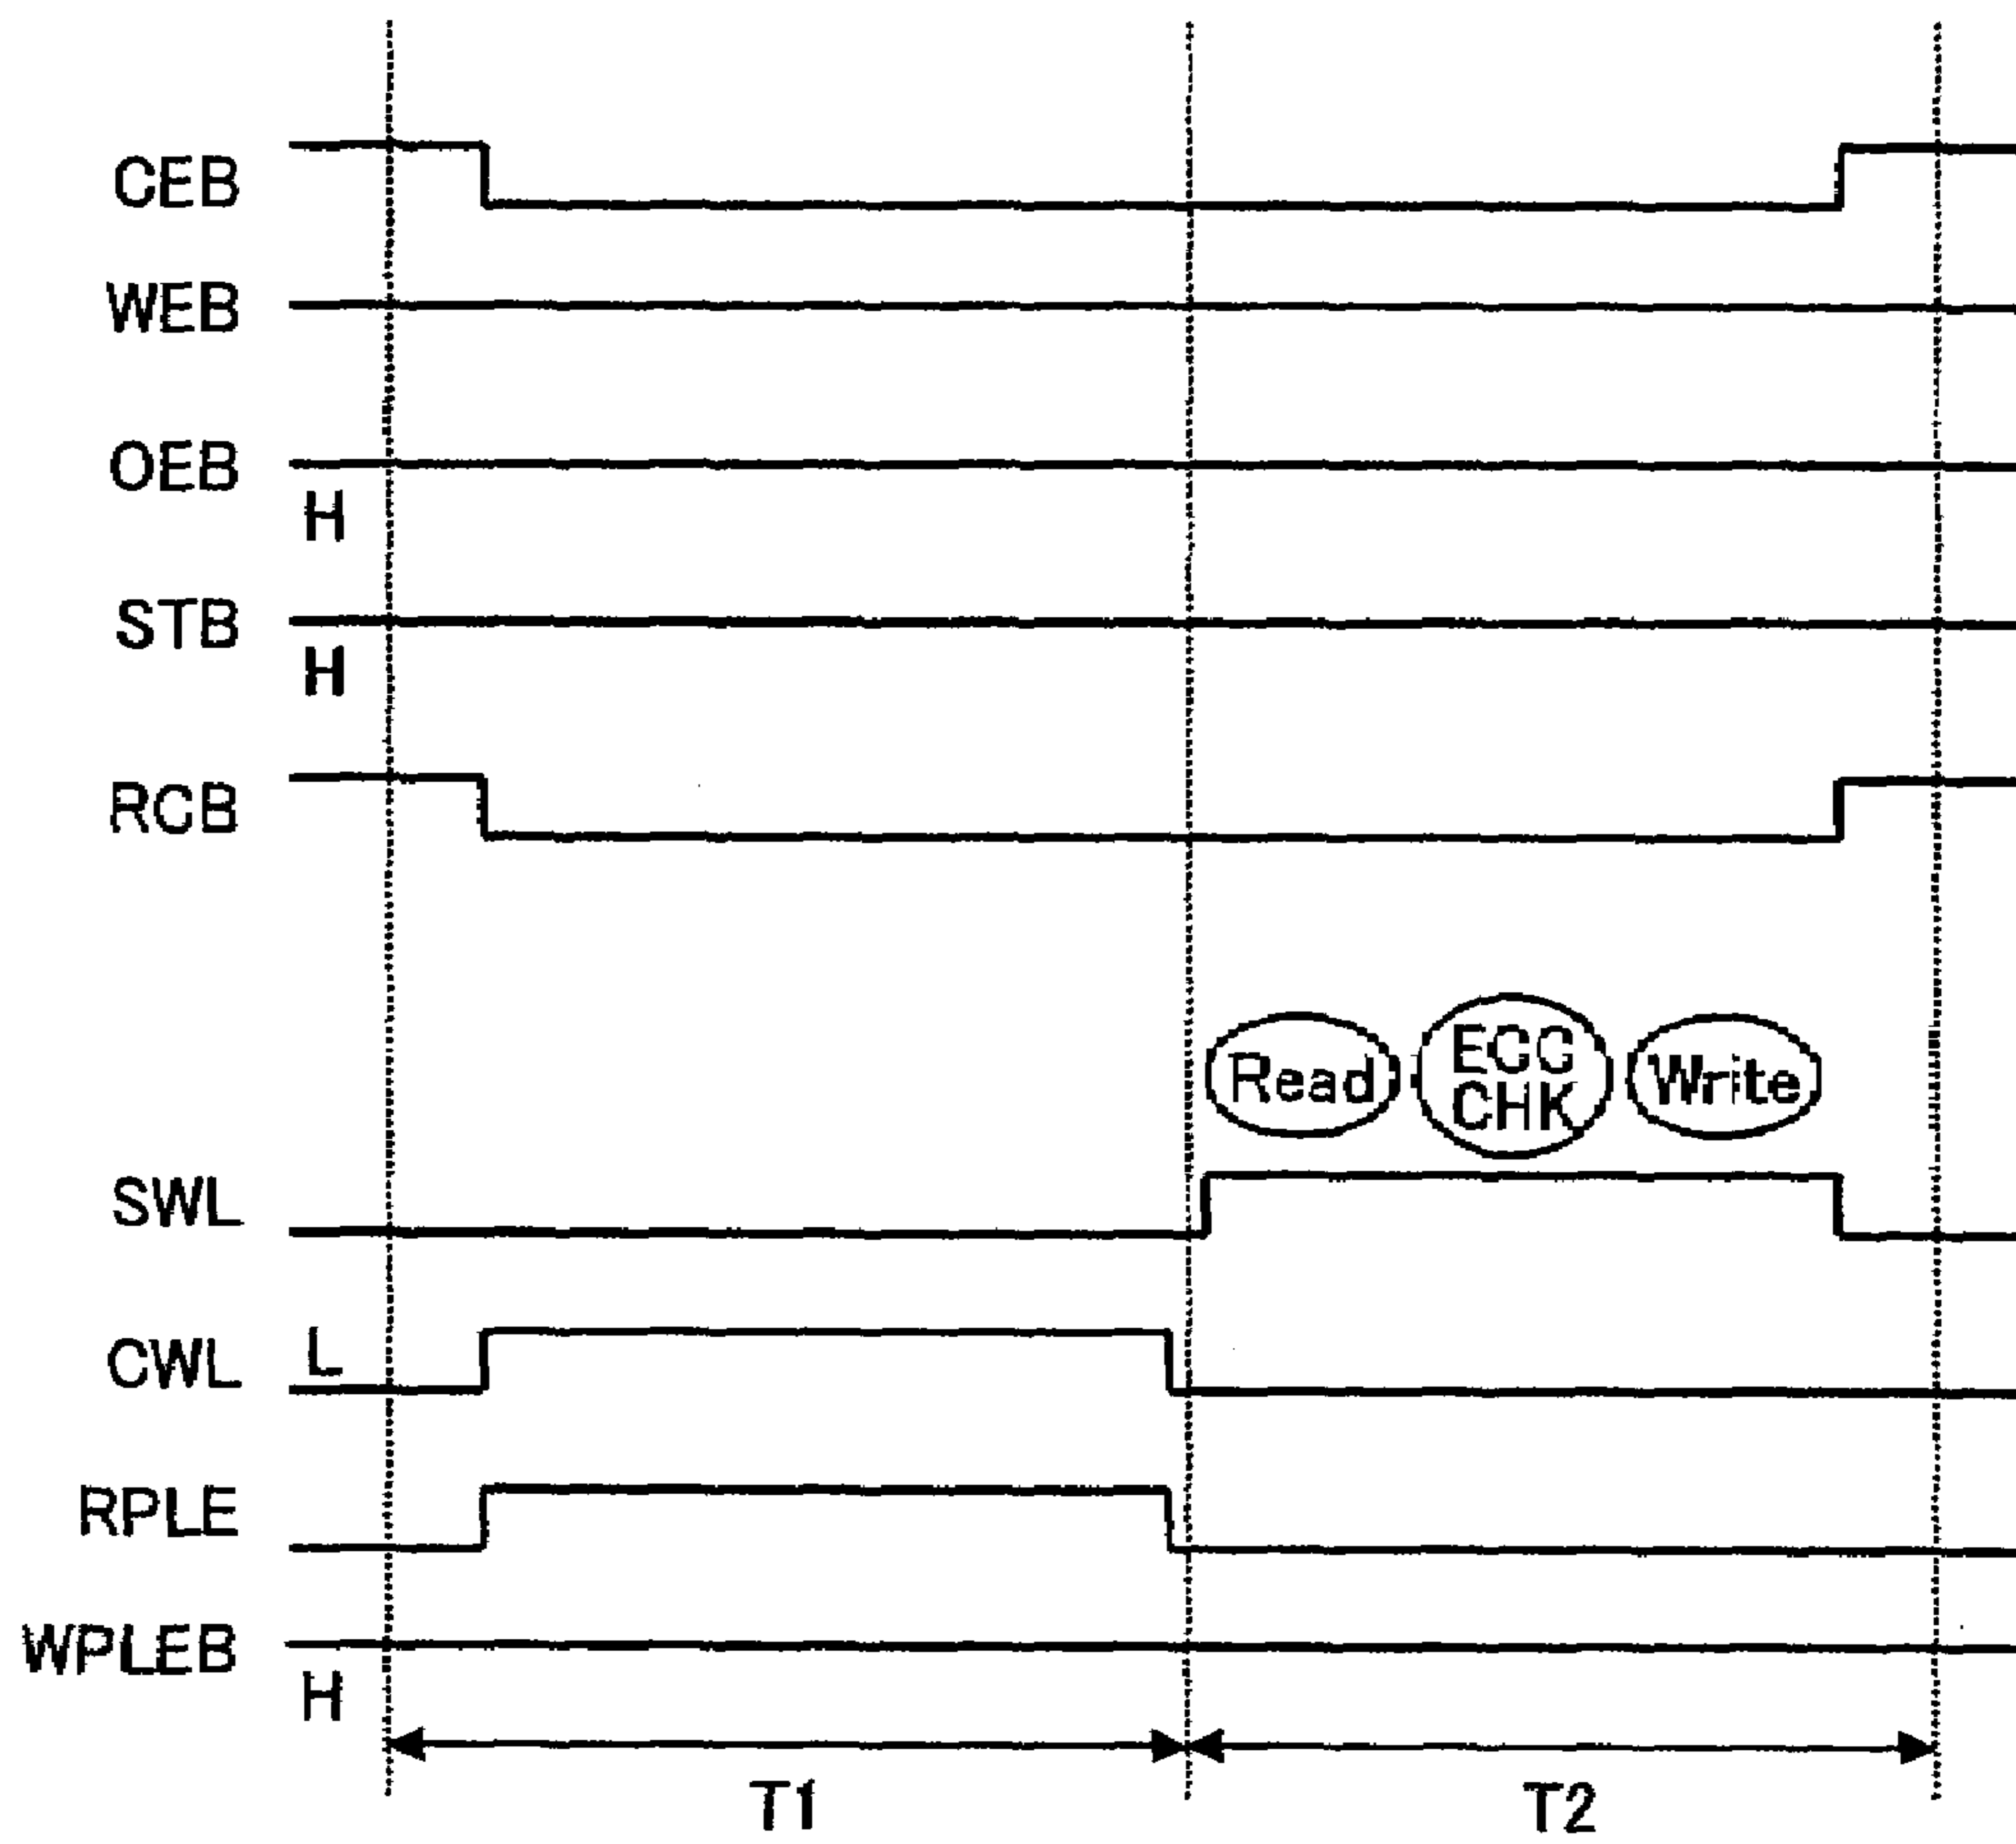 CEB
WEB
OEB
H
STB
H
RCB
Read
ECC
CHK
Write
SWL
CWL
L
RPLE
WPLEB
H
T1
T2